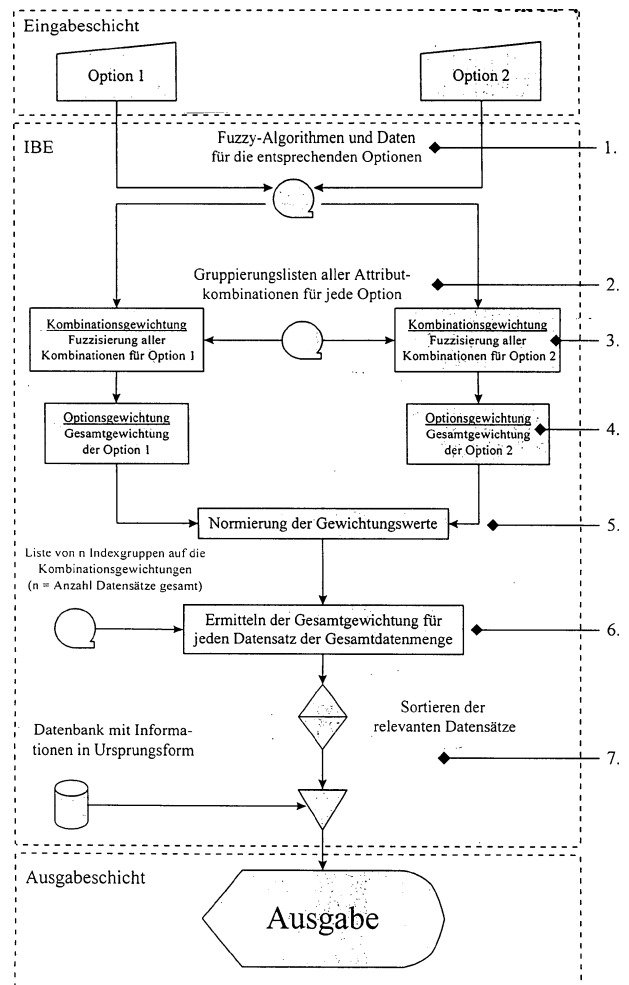 Eingabeschicht
Option 1
Option 2
IBE
Fuzzy-Algorithmen und Daten
für die entsprechenden Optionen
1.
Gruppierungslisten aller Attribut-
kombinationen für jede Option
2.
Kombinationsgewichtung
Fuzzisierung aller
Kombinationen für Option 1
Kombinationsgewichtung
Fuzzisierung aller
Kombinationen für Option 2
3.
Optionsgewichtung
Gesamtgewichtung
der Option 1
Optionsgewichtung
Gesamtgewichtung
der Option 2
4.
Normierung der Gewichtungswerte
5.
Liste von n Indexgruppen auf die
Kombinationsgewichtungen
(n = Anzahl Datensätze gesamt)
Ermitteln der Gesamtgewichtung für
jeden Datensatz der Gesamtdatenmenge
6.
Sortieren der
relevanten Datensätze
Datenbank mit Informa-
tionen in Ursprungsform
7.
Ausgabeschicht
Ausgabe